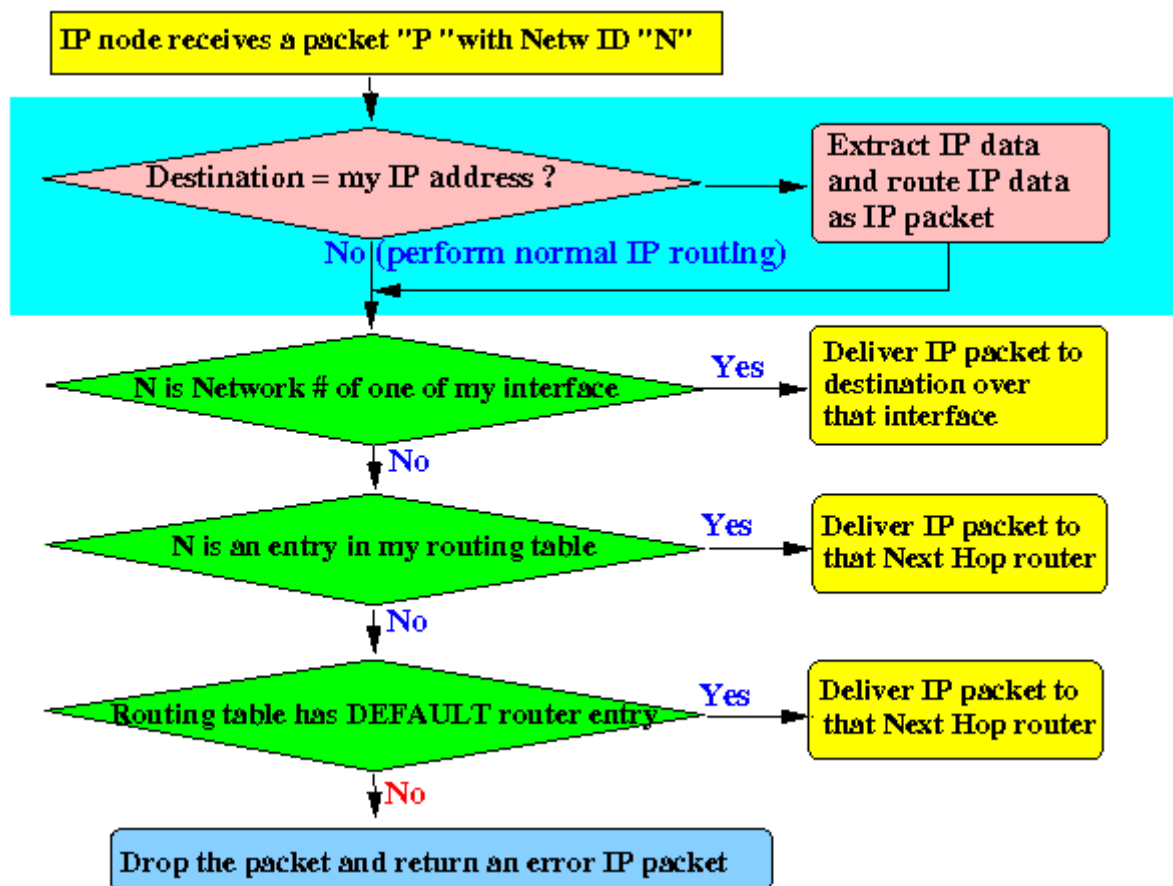 IP node receives a packet "P "with Netw ID "N"
Destination = my IP address ?
Extract IP data
and route IP data
as IP packet
No (perform normal IP routing)
N is Network # of one of my interface
Yes
Deliver IP packet to
destination over
that interface
No
N is an entry in my routing table
Yes
Deliver IP packet to
that Next Hop router
No
Routing table has DEFAULT router entry
Yes
Deliver IP packet to
that Next Hop router
No
Drop the packet and return an error IP packet